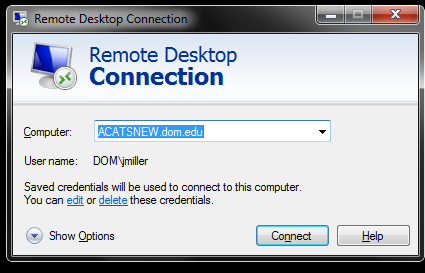 Remote Desktop Connection
Remote Desktop
Connection
Computer: ACATSNEW.dom.edu
User name: DOM\jmiller
Saved credentials will be used to connect to this computer.
You can edit or delete these credentials.
Show Options Connect Help